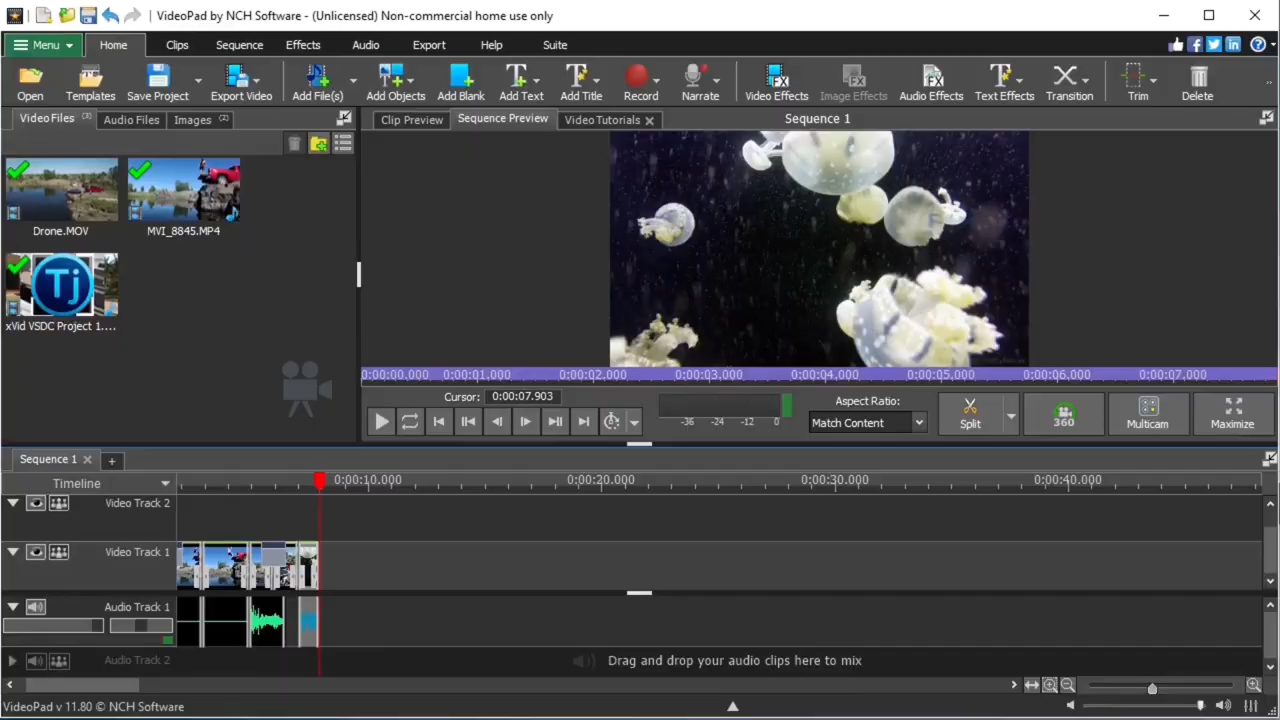 VideoPad by NCH Software - (Unlicensed) Non-commercial home use only
Menu Home Clips Sequence Effects Audio Export Help Suite
Open Templates Save Project Export Video Add File(s) Add Objects Add Blank Add Text Add Title Record Narrate Video Effects Image Effects Audio Effects Text Effects Transition Trim Delete
Video Files (3) Audio Files Images (2)
Clip Preview Sequence Preview Video Tutorials Sequence 1
Drone.MOV MVI_8845.MP4
Tj
xVid VSDC Project 1....
0:00:00,000 0:00:01,000 0:00:02,000 0:00:03,000 0:00:04,000 0:00:05,000 0:00:06,000 0:00:07,000
Cursor: 0:00:07.903
Aspect Ratio:
Match Content
-36 -24 -12 0
Split 360 Multicam Maximize
Sequence 1
Timeline 0:00:10.000 0:00:20.000 0:00:30.000 0:00:40.000
Video Track 2
Video Track 1
Audio Track 1
Audio Track 2 Drag and drop your audio clips here to mix
VideoPad v 11.80 © NCH Software